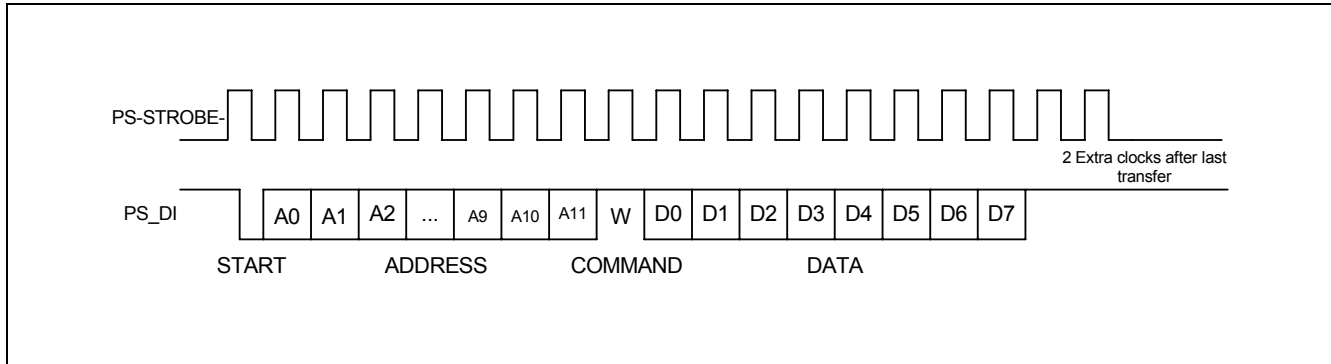 PS-STROBE-
2 Extra clocks after last
transfer
PS_DI
A0 A1 A2 ... A9 A10 A11 W D0 D1 D2 D3 D4 D5 D6 D7
START ADDRESS COMMAND DATA